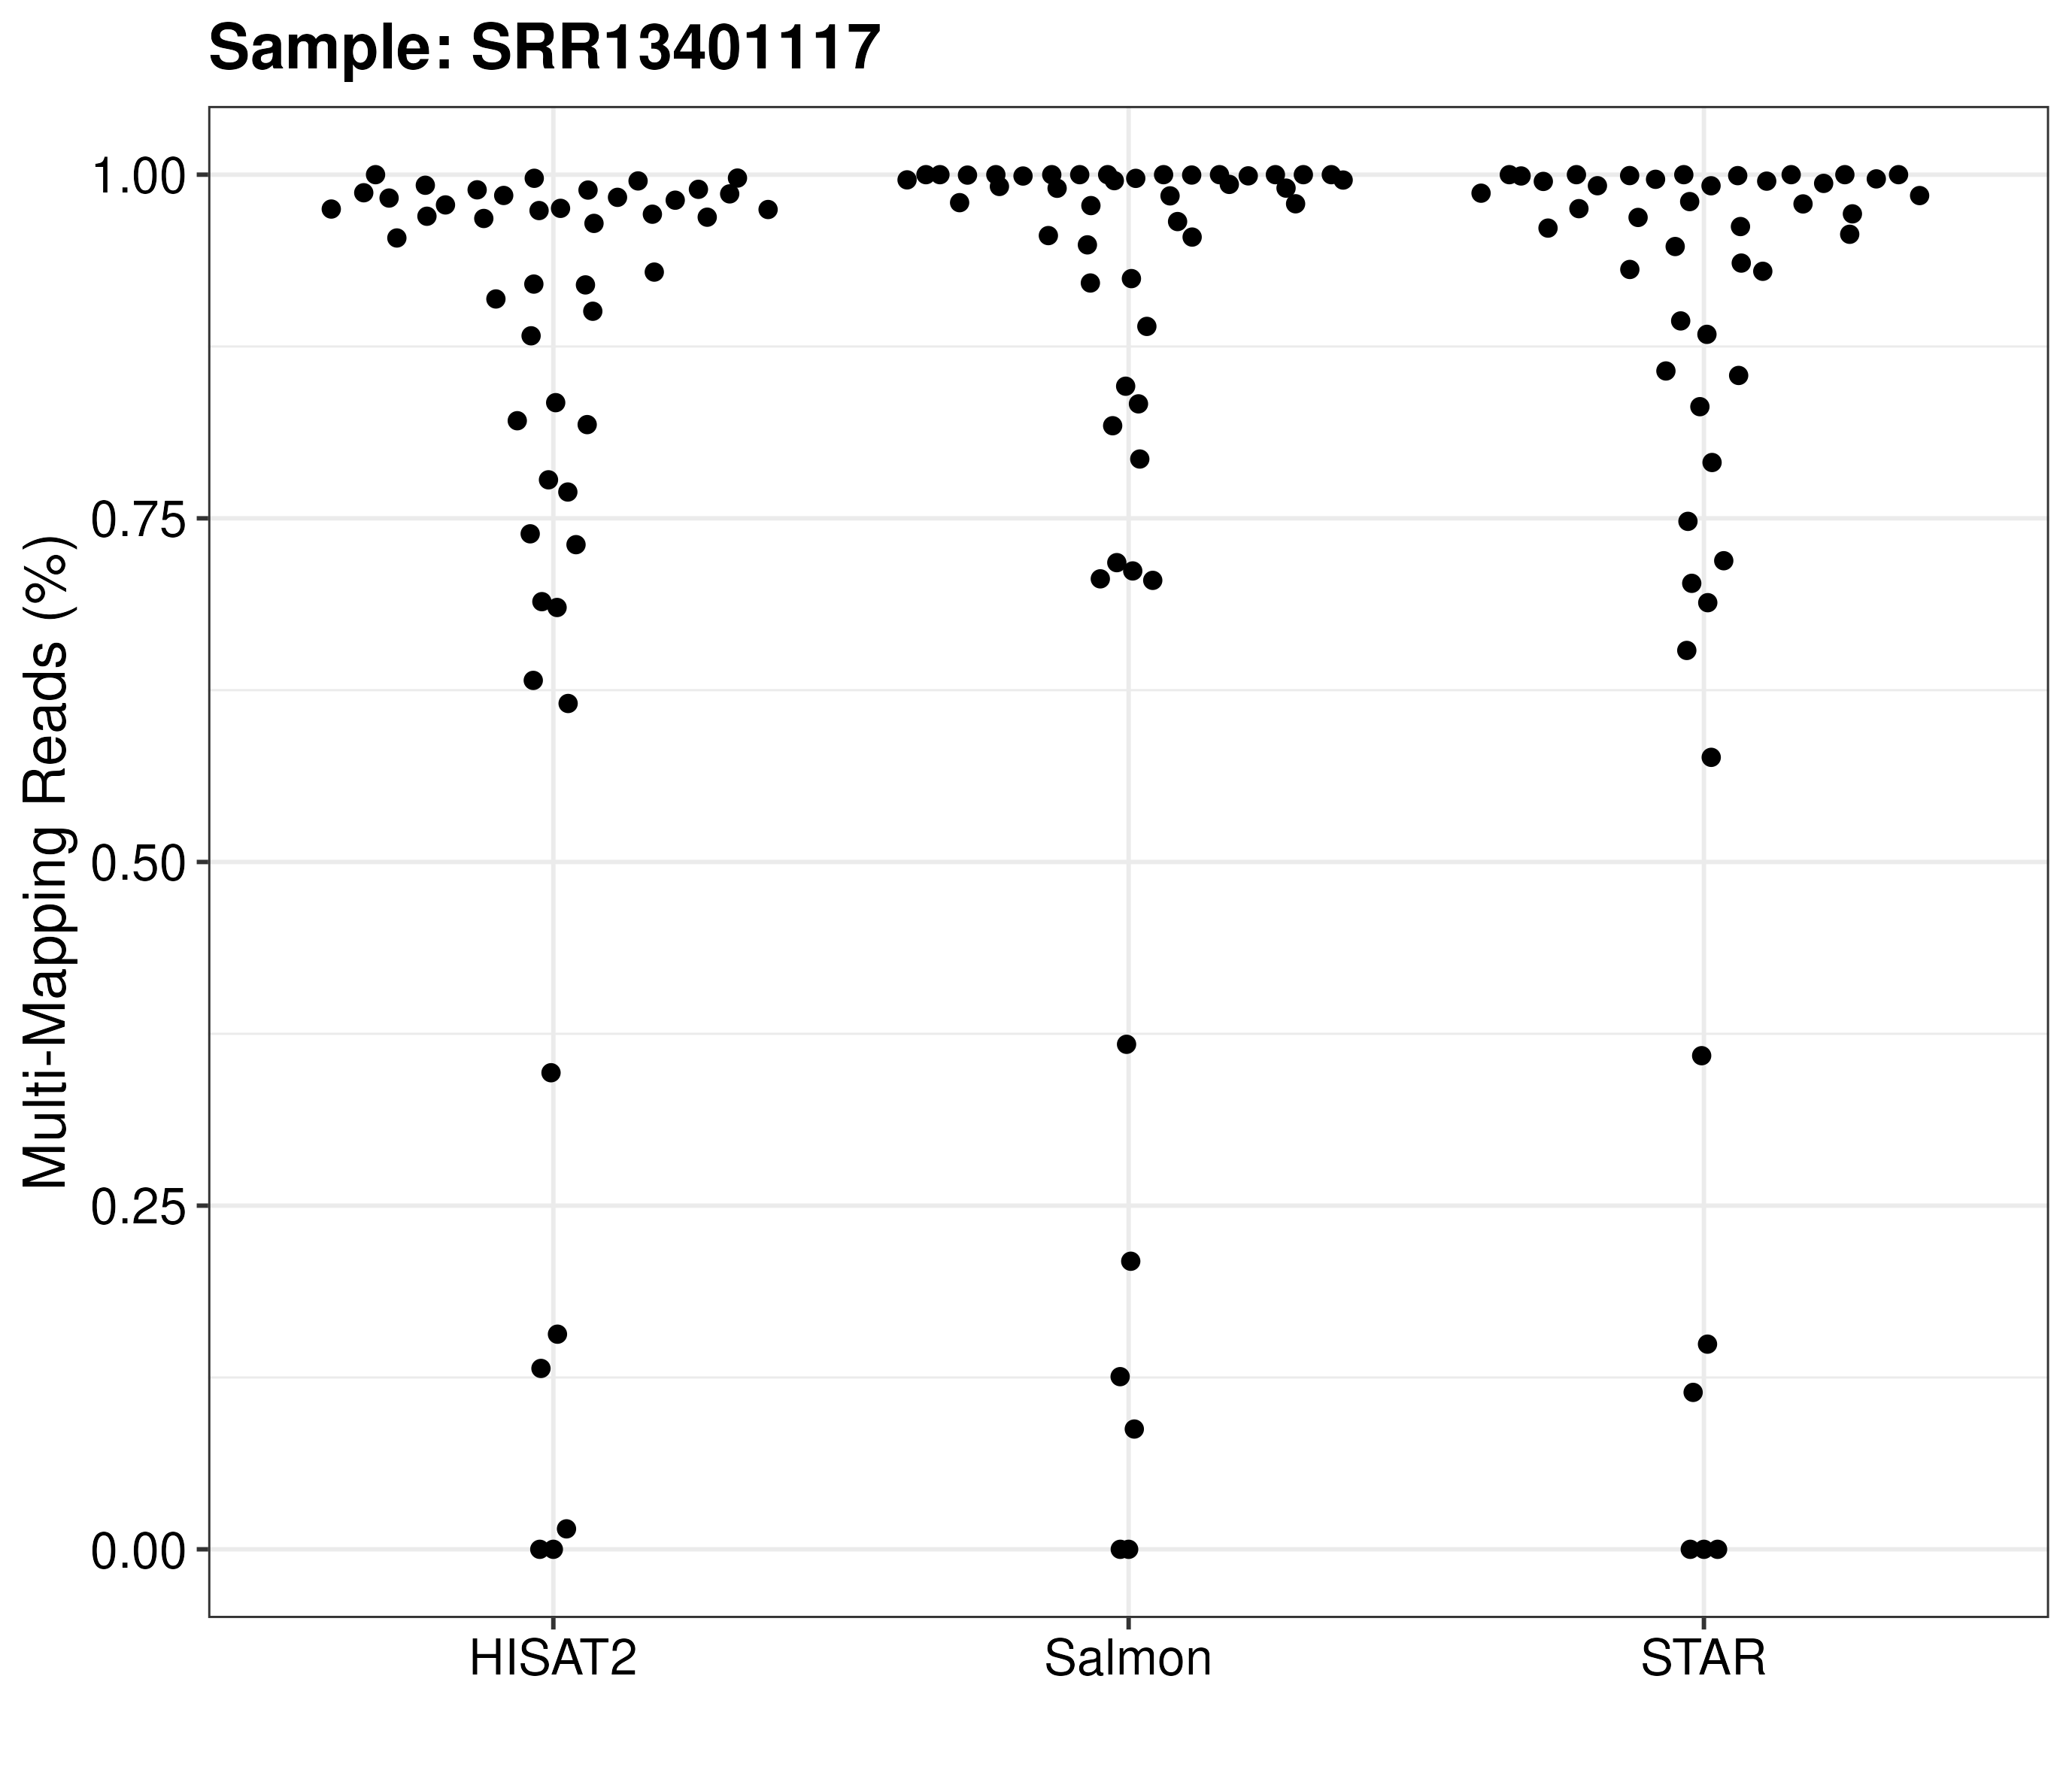 Sample: SRR13401117
Multi-Mapping Reads (%)
1.00
0.75
0.50
0.25
0.00
HISAT2
Salmon
STAR